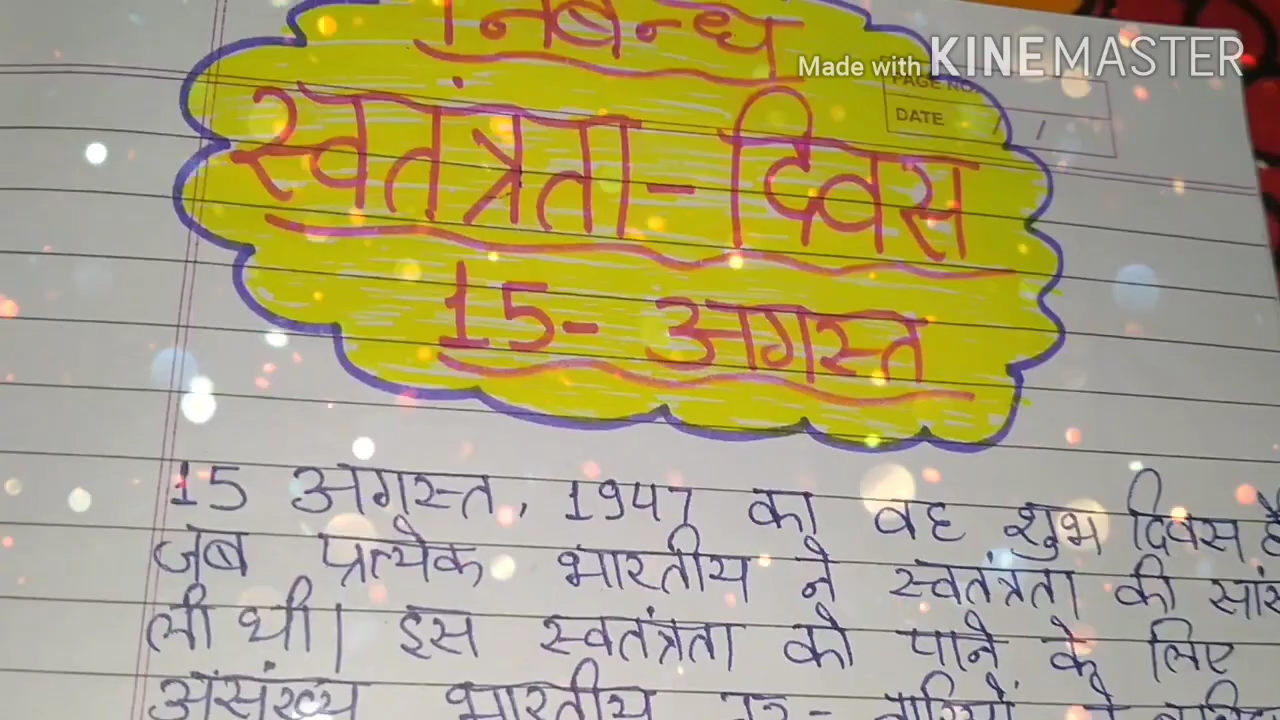 निबन्ध
Made with KINEMASTER
PAGE NO.
DATE / /
स्वतंत्रता-दिवस
15-अगस्त
15 अगस्त, 1947 का वह शुभ दिवस है
जब प्रत्येक भारतीय ने स्वतंत्रता की सांस
ली थी। इस स्वतंत्रता को पाने के लिए
असंख्य भारतीय नर-नारियों ने